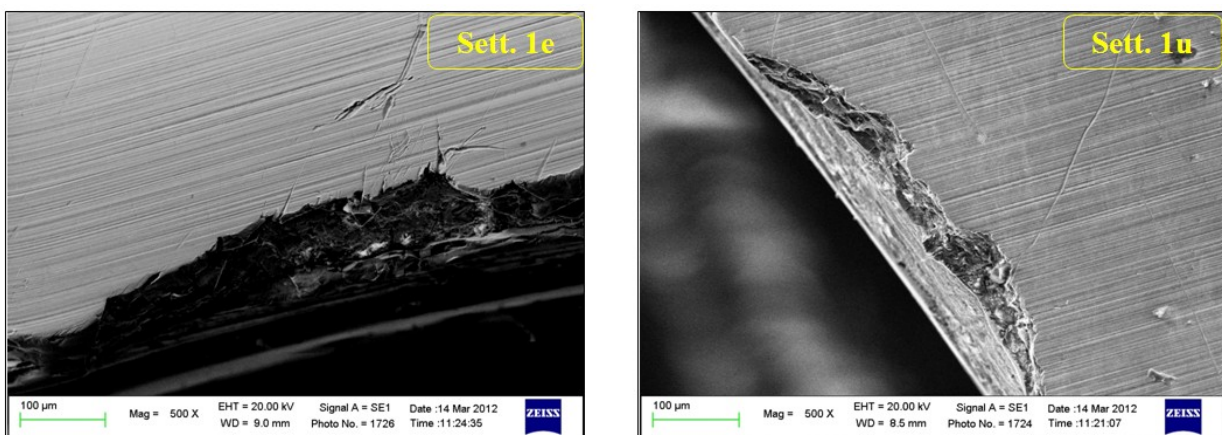 Sett. 1e
100 µm
Mag = 500 X
EHT = 20.00 kV
WD = 9.0 mm
Signal A = SE1
Photo No. = 1726
Date :14 Mar 2012
Time :11:24:35
ZEISS
Sett. 1u
100 µm
Mag = 500 X
EHT = 20.00 kV
WD = 8.5 mm
Signal A = SE1
Photo No. = 1724
Date :14 Mar 2012
Time :11:21:07
ZEISS